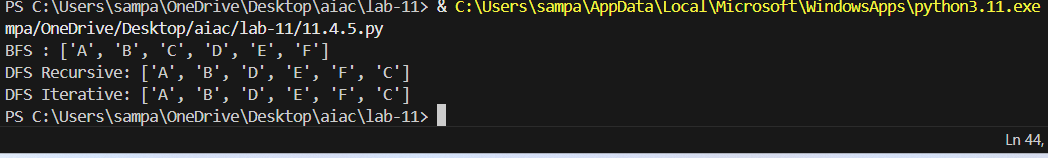 PS C:\Users\sampa\OneDrive\Desktop\aiac\lab-11> & C:\Users\sampa\AppData\Local\Microsoft\WindowsApps\python3.11.exe
mpa/OneDrive/Desktop/aiac/lab-11/11.4.5.py
BFS : ['A', 'B', 'C', 'D', 'E', 'F']
DFS Recursive: ['A', 'B', 'D', 'E', 'F', 'C']
DFS Iterative: ['A', 'B', 'D', 'E', 'F', 'C']
PS C:\Users\sampa\OneDrive\Desktop\aiac\lab-11>
Ln 44,